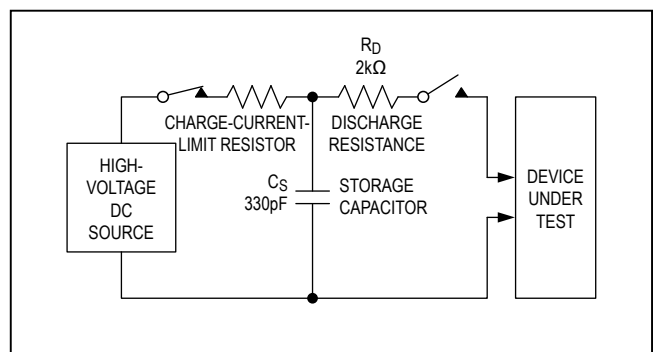 R_D
2kΩ
CHARGE-CURRENT-
LIMIT RESISTOR
DISCHARGE
RESISTANCE
HIGH-
VOLTAGE
DC
SOURCE
C_S
330pF
STORAGE
CAPACITOR
DEVICE
UNDER
TEST